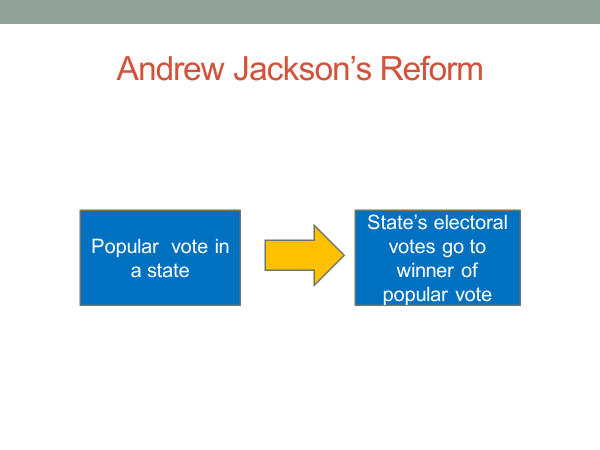 Andrew Jackson’s Reform
Popular vote in
a state
State’s electoral
votes go to
winner of
popular vote